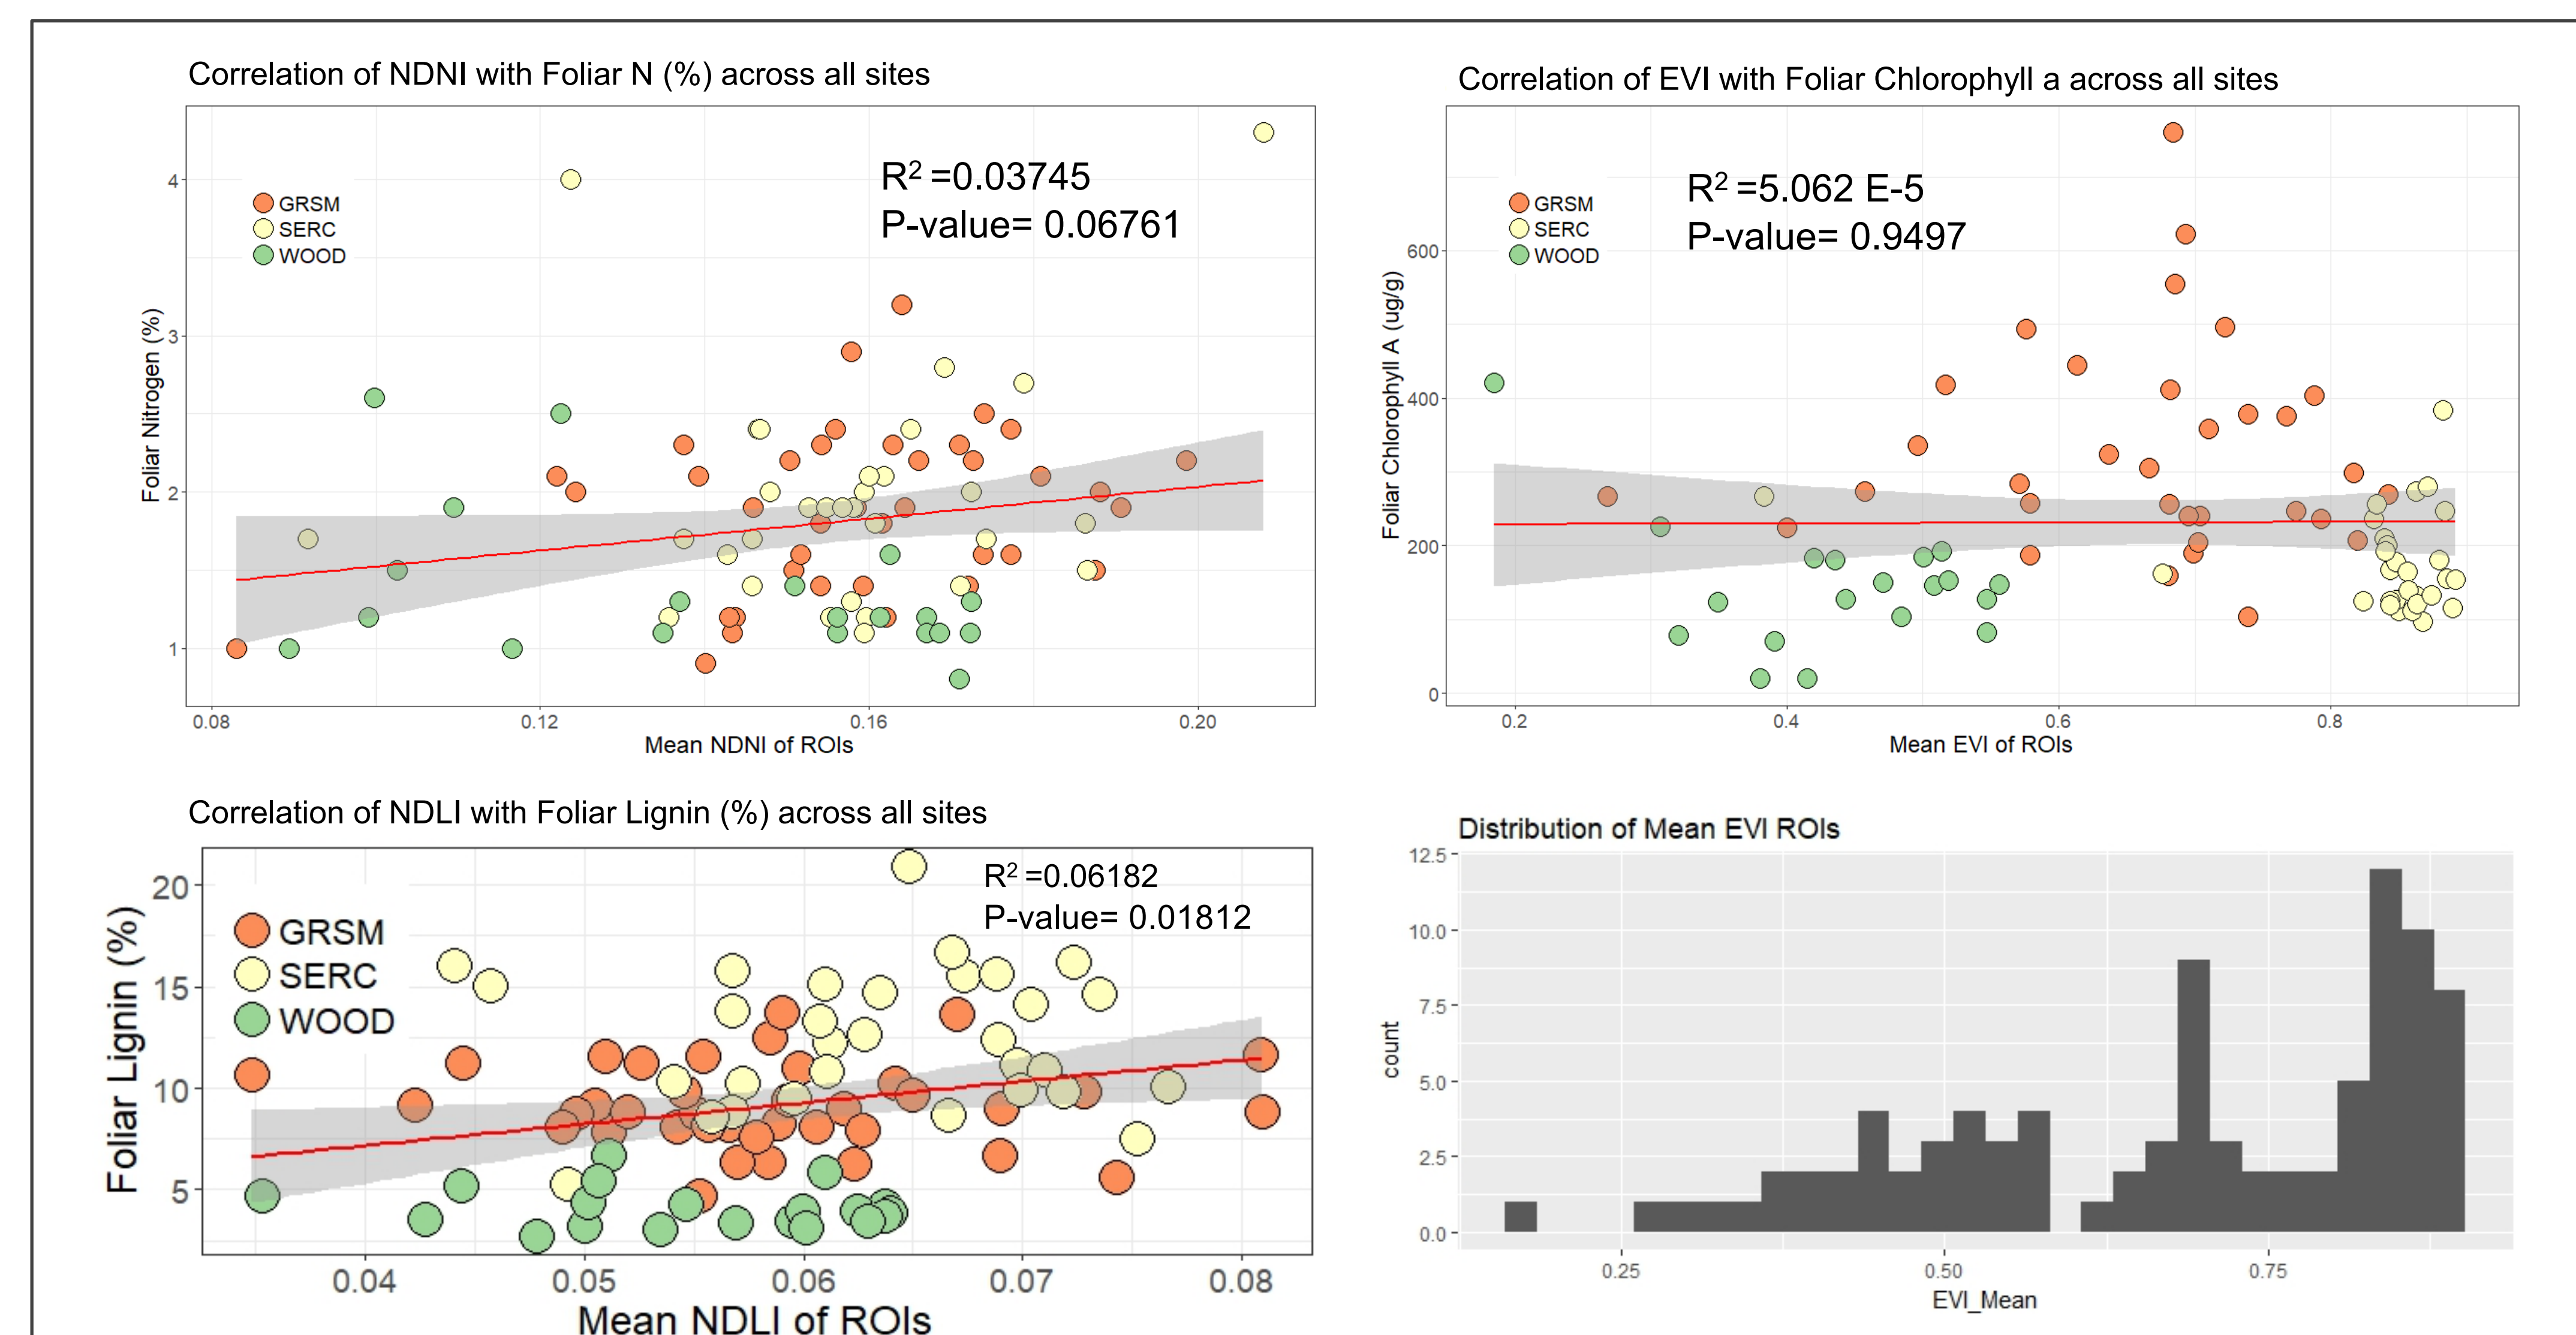 Correlation of NDNI with Foliar N (%) across all sites
R² =0.03745
P-value= 0.06761
GRSM
SERC
WOOD
4
3
2
1
Foliar Nitrogen (%)
0.08 0.12 0.16 0.20
Mean NDNI of ROIs
Correlation of EVI with Foliar Chlorophyll a across all sites
R² =5.062 E-5
P-value= 0.9497
GRSM
SERC
WOOD
600
400
200
0
Foliar Chlorophyll A (ug/g)
0.2 0.4 0.6 0.8
Mean EVI of ROIs
Correlation of NDLI with Foliar Lignin (%) across all sites
R² =0.06182
P-value= 0.01812
GRSM
SERC
WOOD
20
15
10
5
Foliar Lignin (%)
0.04 0.05 0.06 0.07 0.08
Mean NDLI of ROIs
Distribution of Mean EVI ROIs
12.5
10.0
7.5
5.0
2.5
0.0
count
0.25 0.50 0.75
EVI_Mean